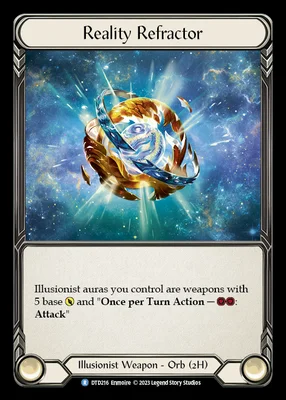 Reality Refractor
Illusionist auras you control are weapons with
5 base and "Once per Turn Action — :
Attack"
Illusionist Weapon - Orb (2H)
R DTD216 Enmoire © 2023 Legend Story Studios